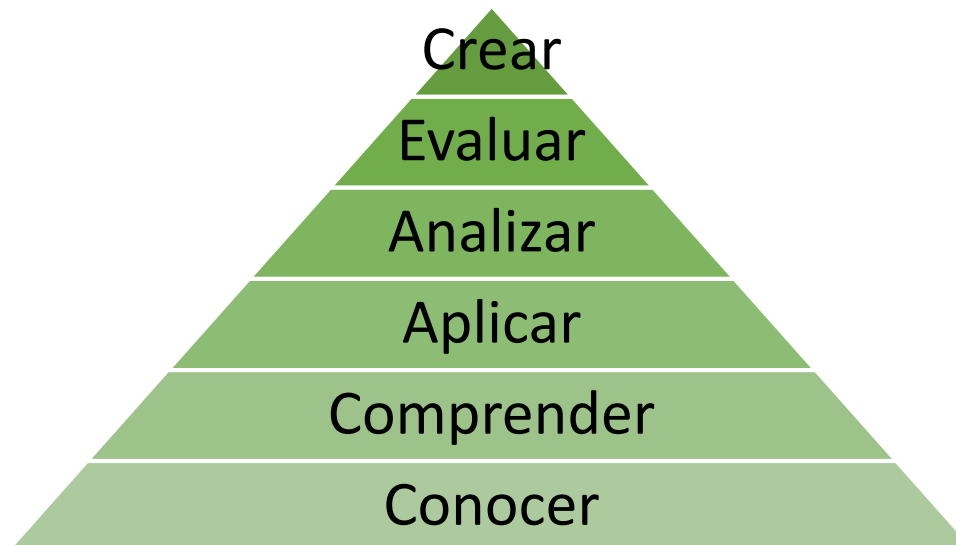 Crear
Evaluar
Analizar
Aplicar
Comprender
Conocer